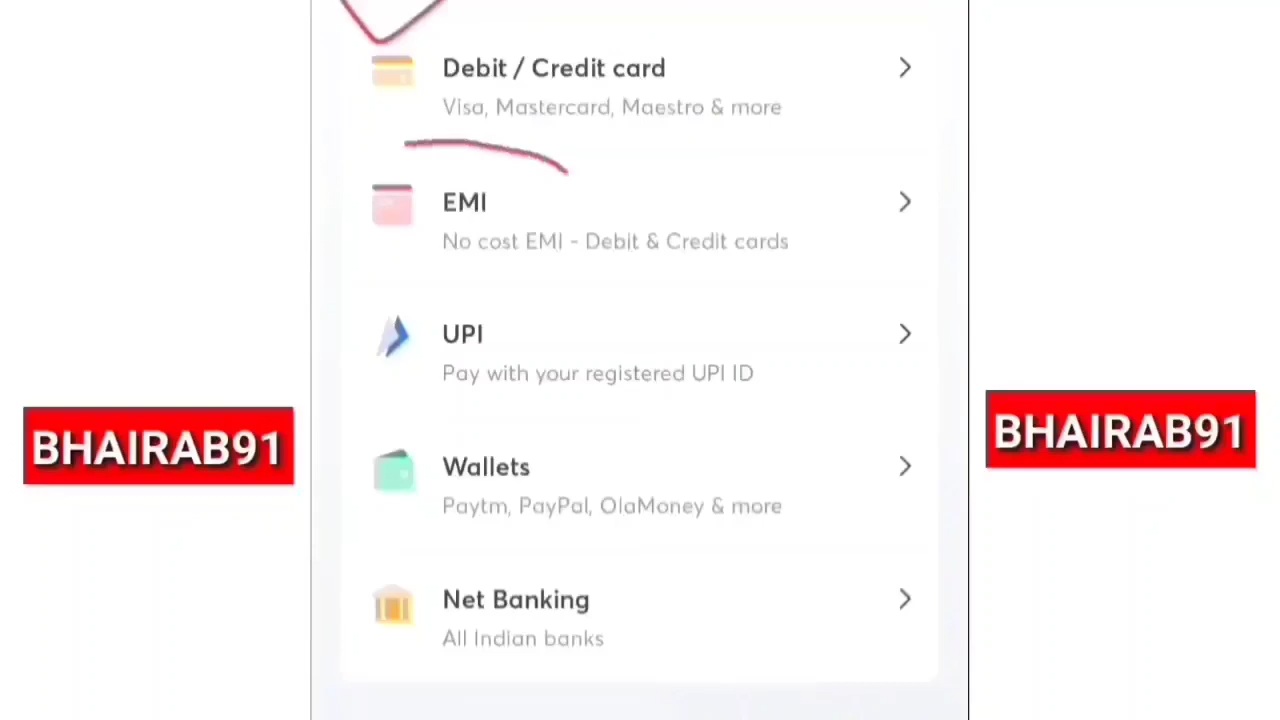 Debit / Credit card
Visa, Mastercard, Maestro & more
EMI
No cost EMI - Debit & Credit cards
UPI
Pay with your registered UPI ID
BHAIRAB91
BHAIRAB91
Wallets
Paytm, PayPal, OlaMoney & more
Net Banking
All Indian banks